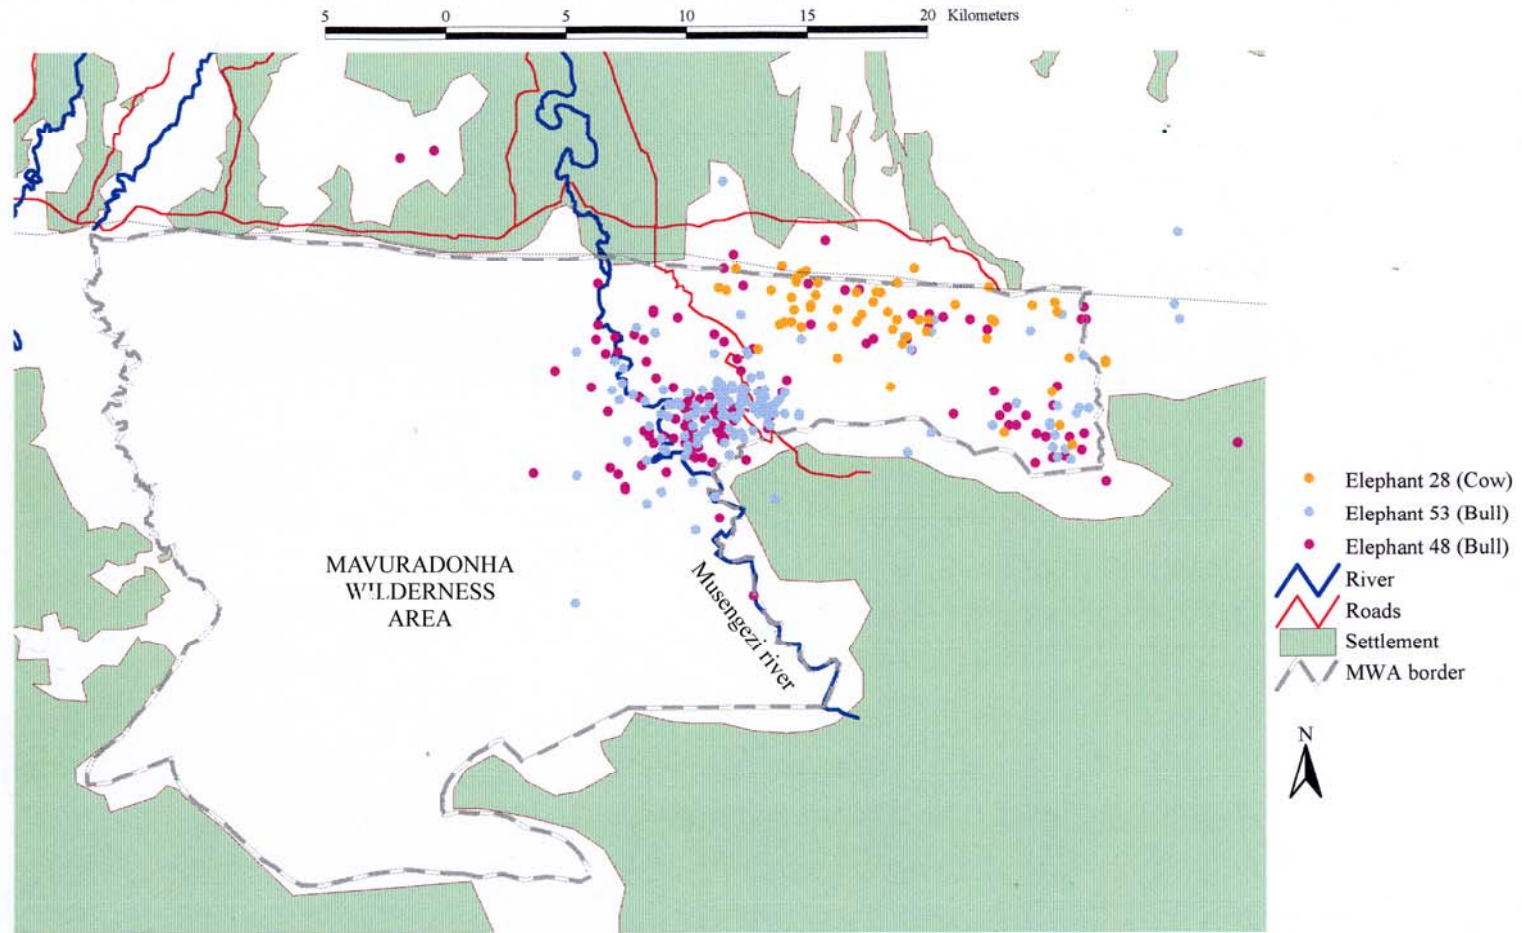 5 0 5 10 15 20 Kilometers
Elephant 28 (Cow)
Elephant 53 (Bull)
Elephant 48 (Bull)
River
Roads
Settlement
MWA border
MAVURADONHA
WILDERNESS
AREA
Musengezi river
N